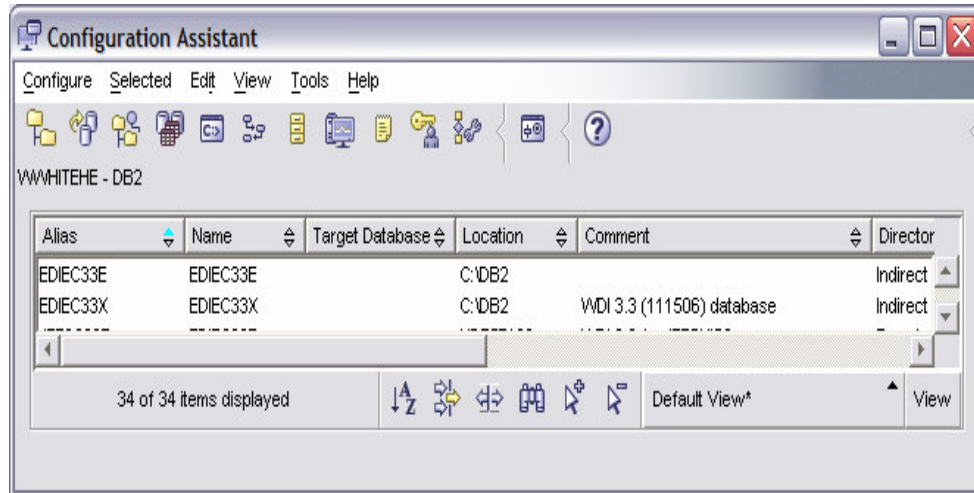 Configuration Assistant
Configure Selected Edit View Tools Help
WWHITEHE - DB2
Alias Name Target Database Location Comment Director
EDIEC33E EDIEC33E C:\DB2 Indirect
EDIEC33X EDIEC33X C:\DB2 WDI 3.3 (111506) database Indirect
34 of 34 items displayed Default View* View